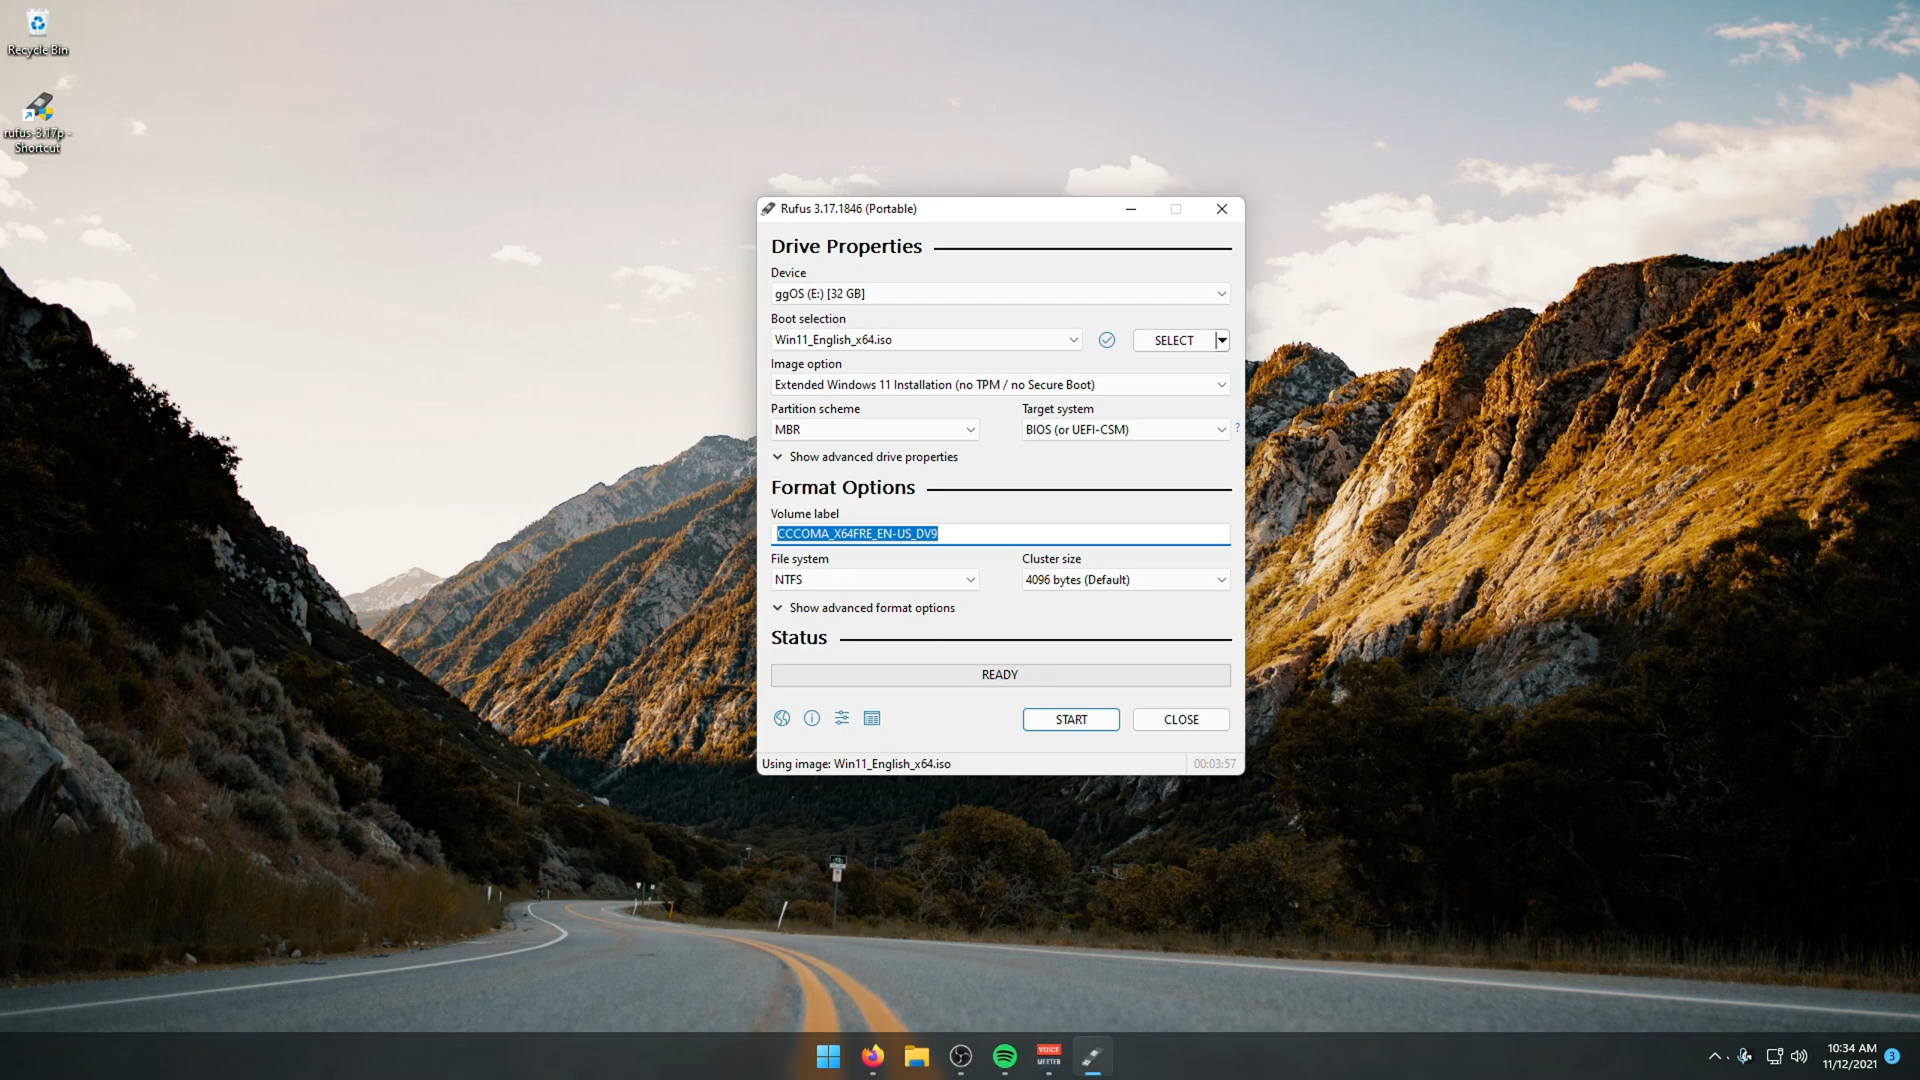 Recycle Bin
rufus-3.17p -
Shortcut
Rufus 3.17.1846 (Portable)
Drive Properties
Device
ggOS (E:) [32 GB]
Boot selection
Win11_English_x64.iso
SELECT
Image option
Extended Windows 11 Installation (no TPM / no Secure Boot)
Partition scheme
Target system
MBR
BIOS (or UEFI-CSM)
?
Show advanced drive properties
Format Options
Volume label
CCCOMA_X64FRE_EN-US_DV9
File system
Cluster size
NTFS
4096 bytes (Default)
Show advanced format options
Status
READY
START
CLOSE
Using image: Win11_English_x64.iso
00:03:57
VOICE
MEETER
10:34 AM
11/12/2021
3